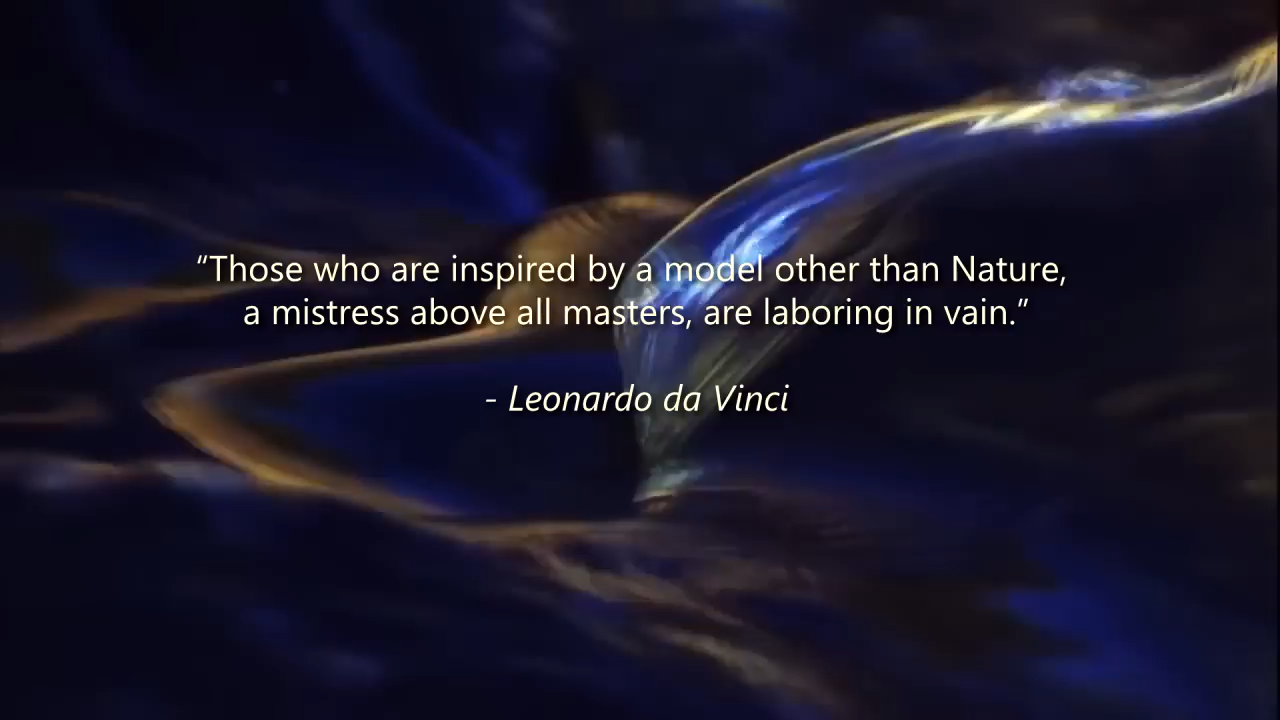 “Those who are inspired by a model other than Nature,
a mistress above all masters, are laboring in vain.”
- Leonardo da Vinci